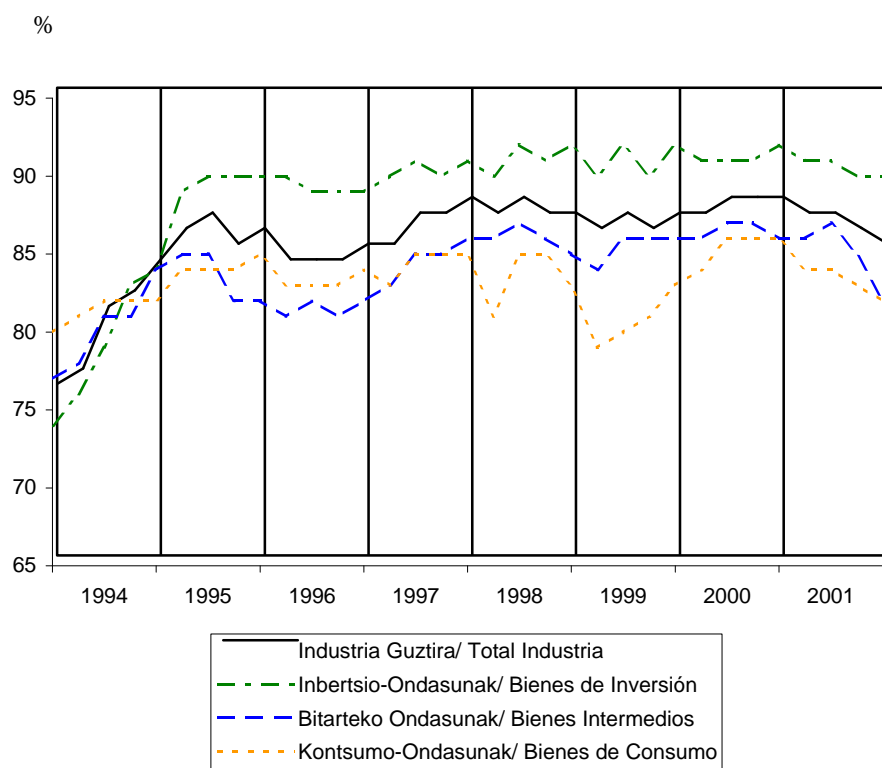 %
95
90
85
80
75
70
65
1994 1995 1996 1997 1998 1999 2000 2001
Industria Guztira/ Total Industria
Inbertsio-Ondasunak/ Bienes de Inversión
Bitarteko Ondasunak/ Bienes Intermedios
Kontsumo-Ondasunak/ Bienes de Consumo